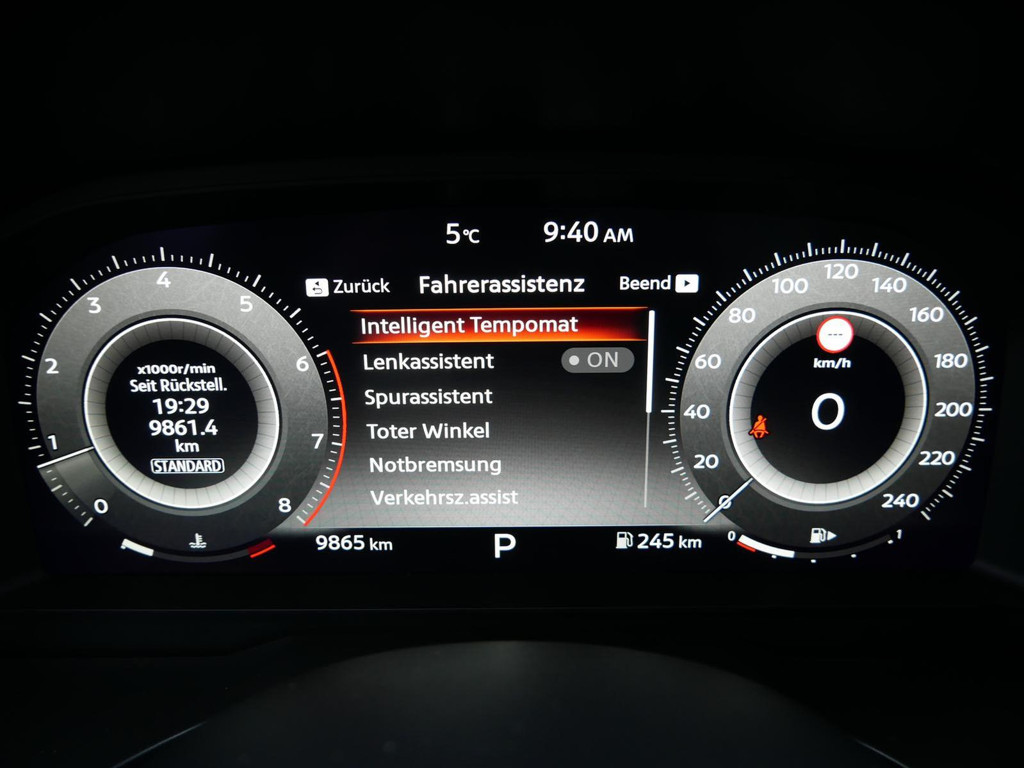 5°C 9:40 AM
Zurück Fahrerassistenz Beend
Intelligent Tempomat
Lenkassistent ON
Spurassistent
Toter Winkel
Notbremsung
Verkehrsz.assist
0 1 2 3 4 5 6 7 8
x1000r/min
Seit Rückstell.
19:29
9861.4
km
STANDARD
0 20 40 60 80 100 120 140 160 180 200 220 240
---
km/h
0
9865 km P 245 km
0 1